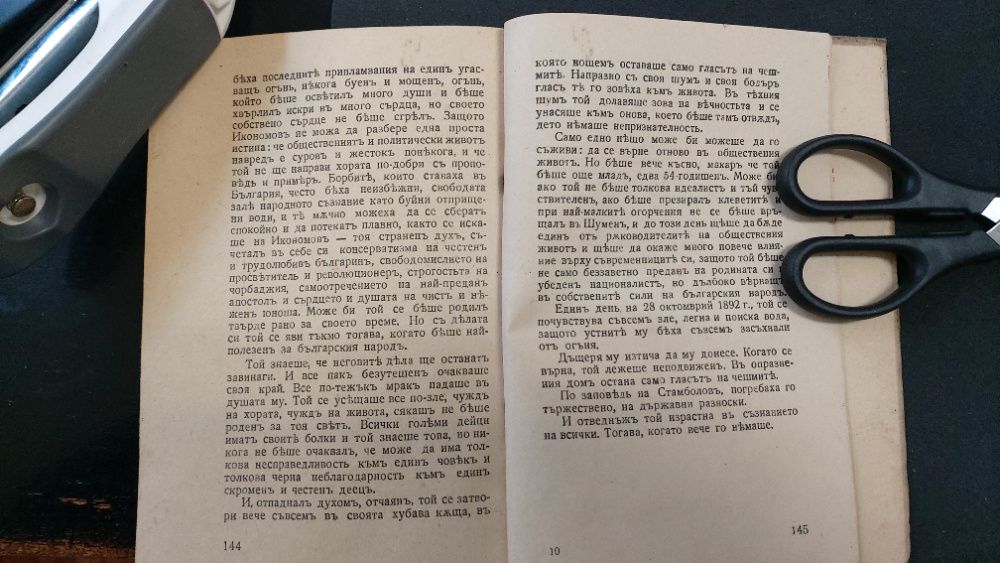 бѣха последнитѣ припламвания на единъ угас-
ващъ огънь, нѣкога буенъ и мощенъ, огънь,
който бѣше освѣтилъ много души и бѣше
хвърлилъ искри въ много сърдца, но своето
собствено сърдце не бѣше сгрѣлъ. Защото
Икономовъ не можа да разбере една проста
истина: че общественятъ и политически животъ
навредъ е суровъ и жестокъ понѣкога, и че
той не ще направи хората по-добри съ пропо-
ведь и примѣръ. Борбитѣ, които ставаха въ
България, често бѣха неизбѣжни, свободата
залѣ народното съзнание като буйни отприще-
ни води, и тѣ мѫчно можеха да се сбератъ
спокойно и да потекатъ плавно, както се иска-
ше на Икономовъ — тоя страненъ духъ, съ-
четалъ въ себе си консерватизма на честенъ
и трудолюбивъ българинъ, свободомислието на
просвѣтитель и революционеръ, строгостьта на
чорбаджия, самоотречението на най-преданъ
апостолъ и сърдцето и душата на чистъ и нѣ-
женъ юноша. Може би той се бѣше родилъ
твърде рано за своето време. Но съ дѣлата
си той се яви тъкмо тогава, когато бѣше най-
полезенъ за българския народъ.
Той знаеше, че неговитѣ дѣла ще останатъ
завинаги. И все пакъ безутешенъ очакваше
своя край. Все по-тежъкъ мракъ падаше въ
душата му. Той се усѣщаше все по-зле, чуждъ
на хората, чуждъ на живота, сякашъ не бѣше
роденъ за тоя свѣтъ. Всички голѣми дейци
иматъ своитѣ болки и той знаеше това, но ни-
кога не бѣше очаквалъ, че може да има тол-
кова несправедливость къмъ единъ човѣкъ и
толкова черна неблагодарность къмъ единъ
скроменъ и честенъ деецъ.
И, отпадналъ духомъ, отчаянъ, той се затво-
ри вече съвсемъ въ своята хубава кѫща, въ
144
която нощемъ оставаше само гласътъ на чеш-
митѣ. Напразно съ своя шумъ и своя бодъръ
гласъ тѣ го зовѣха къмъ живота. Въ тѣхния
шумъ той долавяше зова на вѣчностьта и се
унасяше къмъ онова, което бѣше тамъ отвѫдъ,
дето нѣмаше непризнателность.
Само едно нѣщо може би можеше да го
съживи: да се върне отново въ обществения
животъ. Но бѣше вече късно, макаръ че той
бѣше още младъ, едва 54-годишенъ. Може би
ако той не бѣше толкова идеалистъ и тъй чув
ствителенъ, ако бѣше презиралъ клеветитѣ и
при най-малкитѣ огорчения не се бѣше връ-
щалъ въ Шуменъ, и до този день щѣше да бѫде
единъ отъ рѫководителитѣ на обществения
животъ и щѣше да окаже много повече влия-
ние върху съвременницитѣ си, защото той бѣше
не само беззаветно преданъ на родината си и
убеденъ националистъ, но дълбоко вѣрващъ
въ собственитѣ сили на българския народъ.
Единъ день, на 28 октомврий 1892 г., той се
почувствува съвсемъ зле, легна и поиска вода,
защото устнитѣ му бѣха съвсемъ засъхнали
отъ огъня.
Дъщеря му изтича да му донесе. Когато се
върна, той лежеше неподвиженъ. Въ опразне-
ния домъ остана само гласътъ на чешмитѣ.
По заповѣдь на Стамболовъ, погребаха го
тържествено, на държавни разноски.
И отведнъжъ той израстна въ съзнанието
на всички. Тогава, когато вече го нѣмаше.
145
10